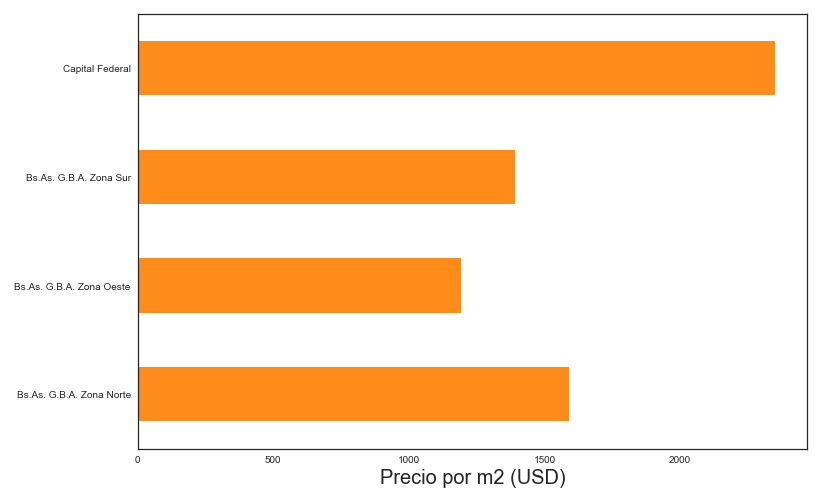 Capital Federal
Bs.As. G.B.A. Zona Sur
Bs.As. G.B.A. Zona Oeste
Bs.As. G.B.A. Zona Norte
0 500 1000 1500 2000
Precio por m2 (USD)